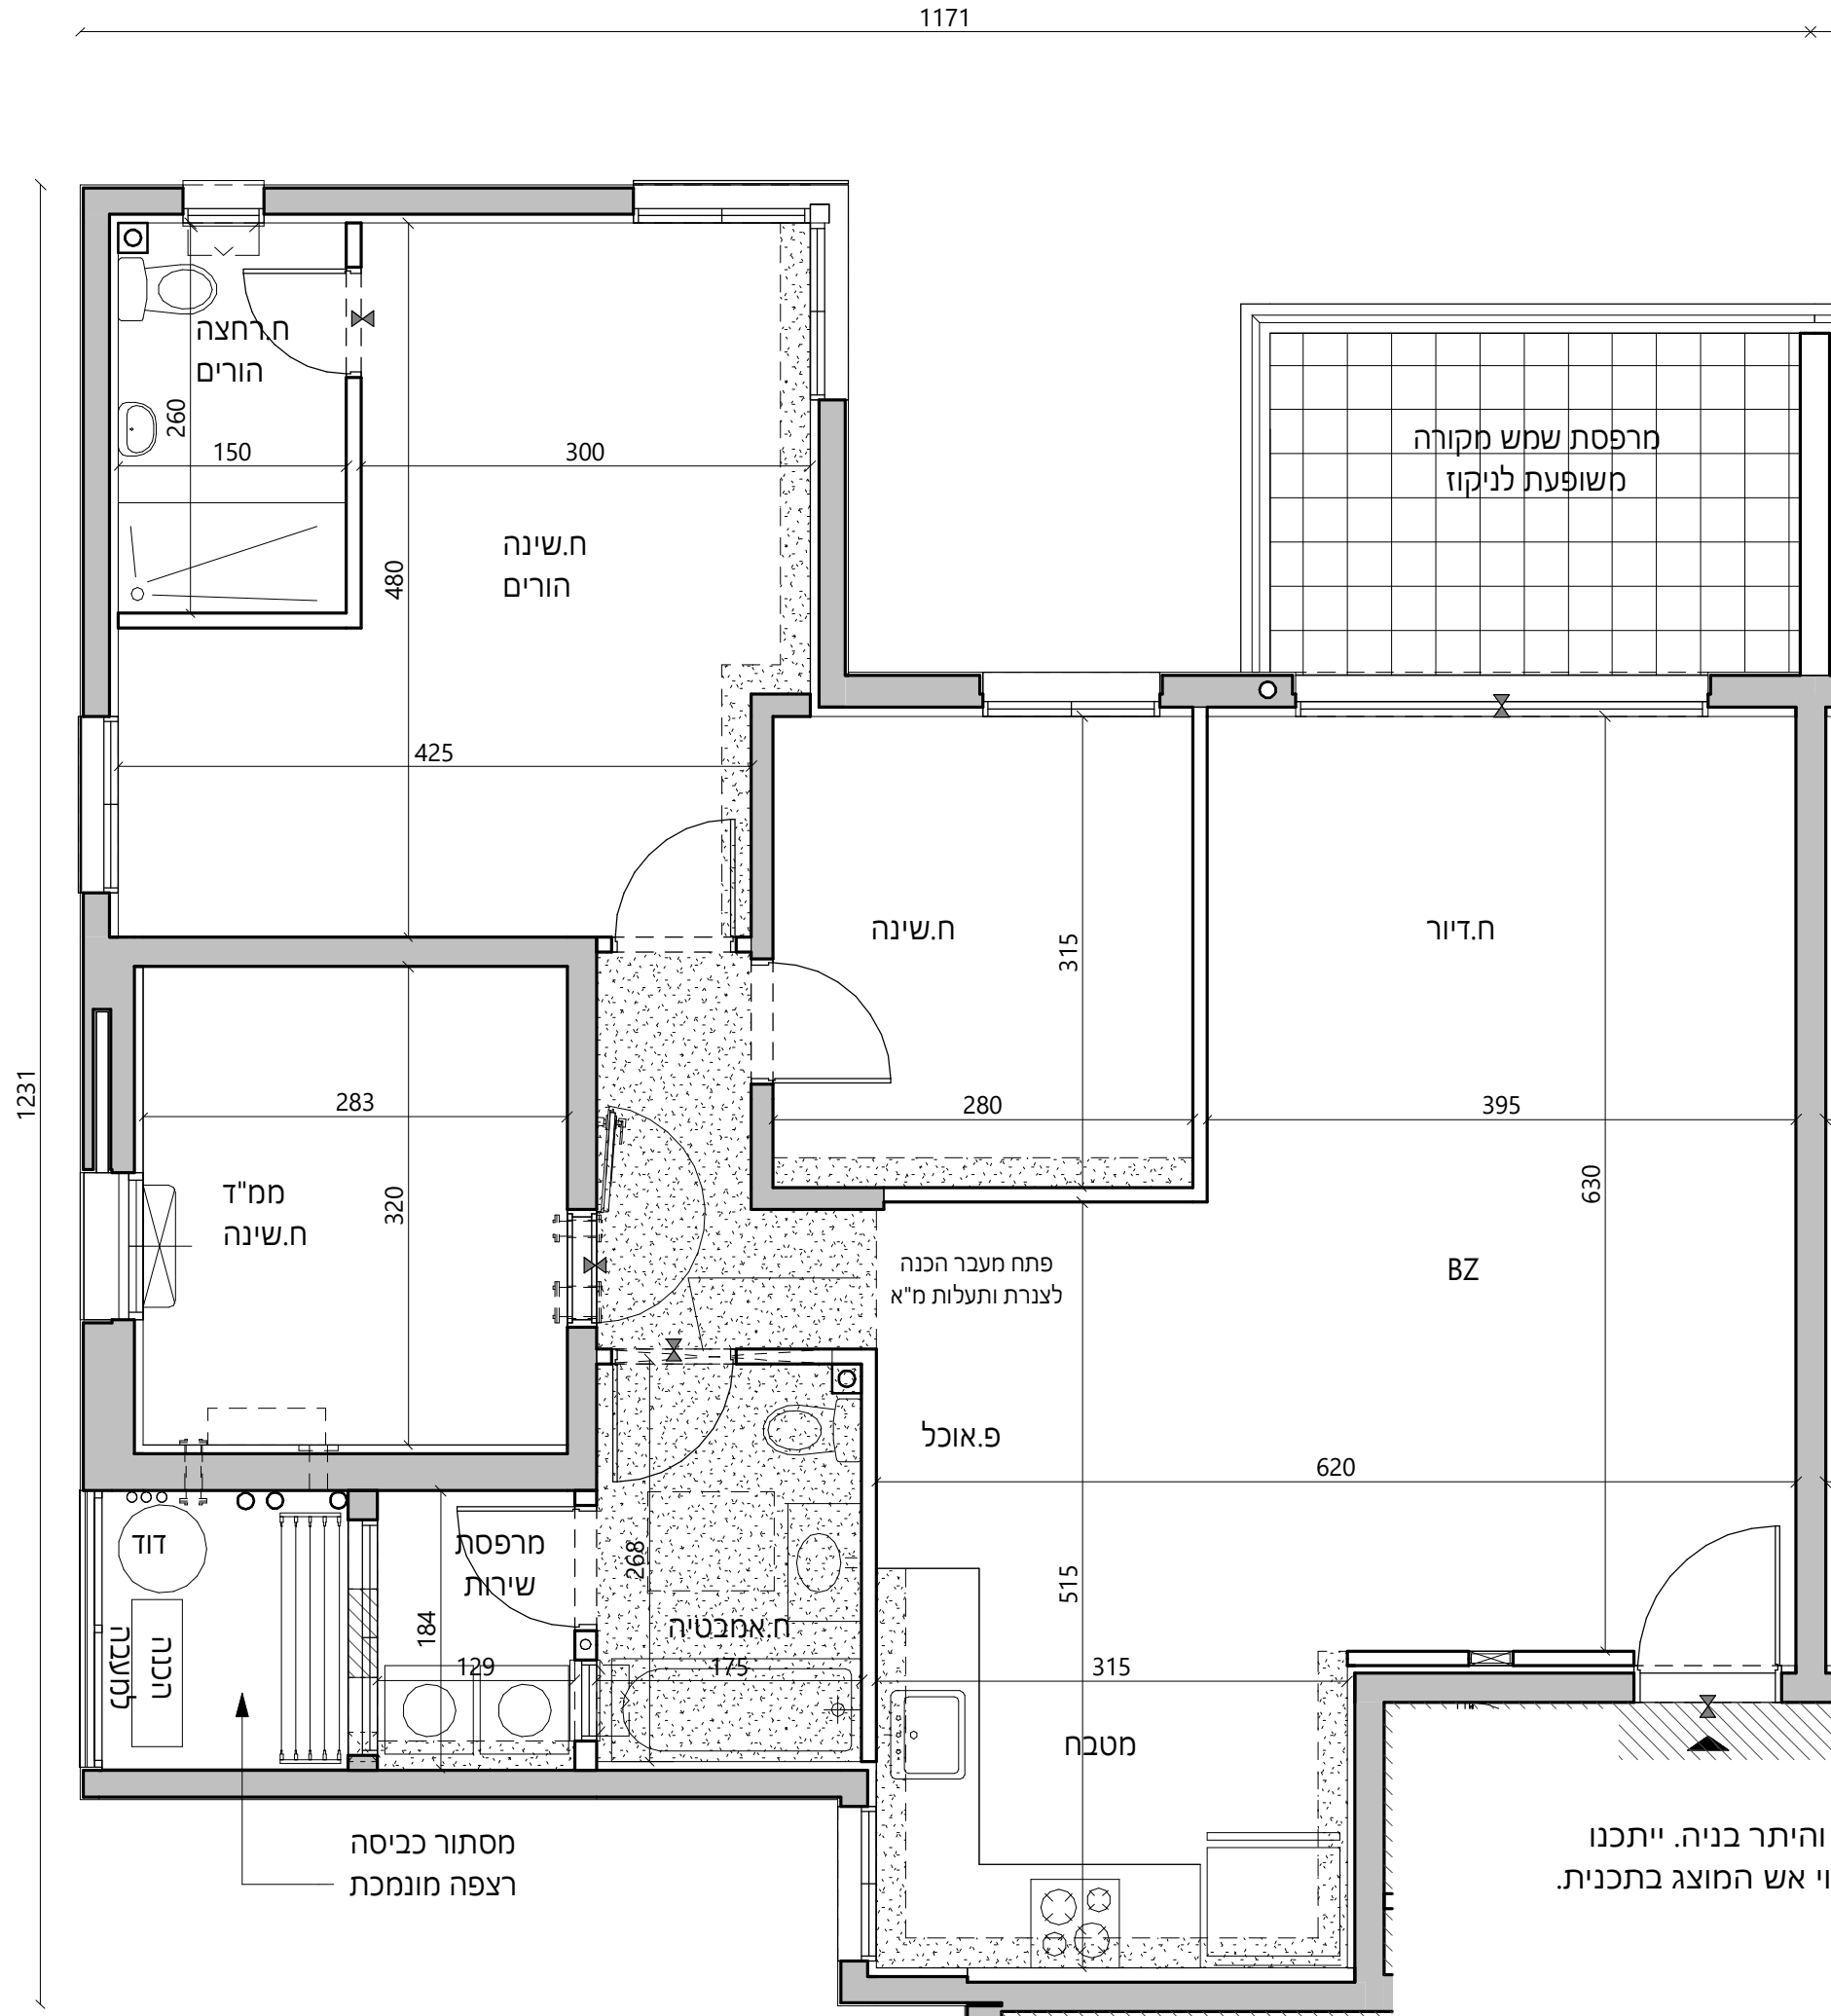 1171
ח.רחצה
הורים
260
150
300
480
ח.שינה
הורים
מרפסת שמש מקורה
משופעת לניקוז
425
ח.שינה
315
ח.דיור
1231
283
280
395
ממ"ד
ח.שינה
320
630
פתח מעבר הכנה
לצנרת ותעלות מ"א
BZ
פ.אוכל
620
דוד
מרפסת
שירות
268
515
184
ח.אמבטיה
הכנה
למעבה
129
175
315
מטבח
מסתור כביסה
רצפה מונמכת
והיתר בניה. ייתכנו
וי אש המוצג בתכנית.